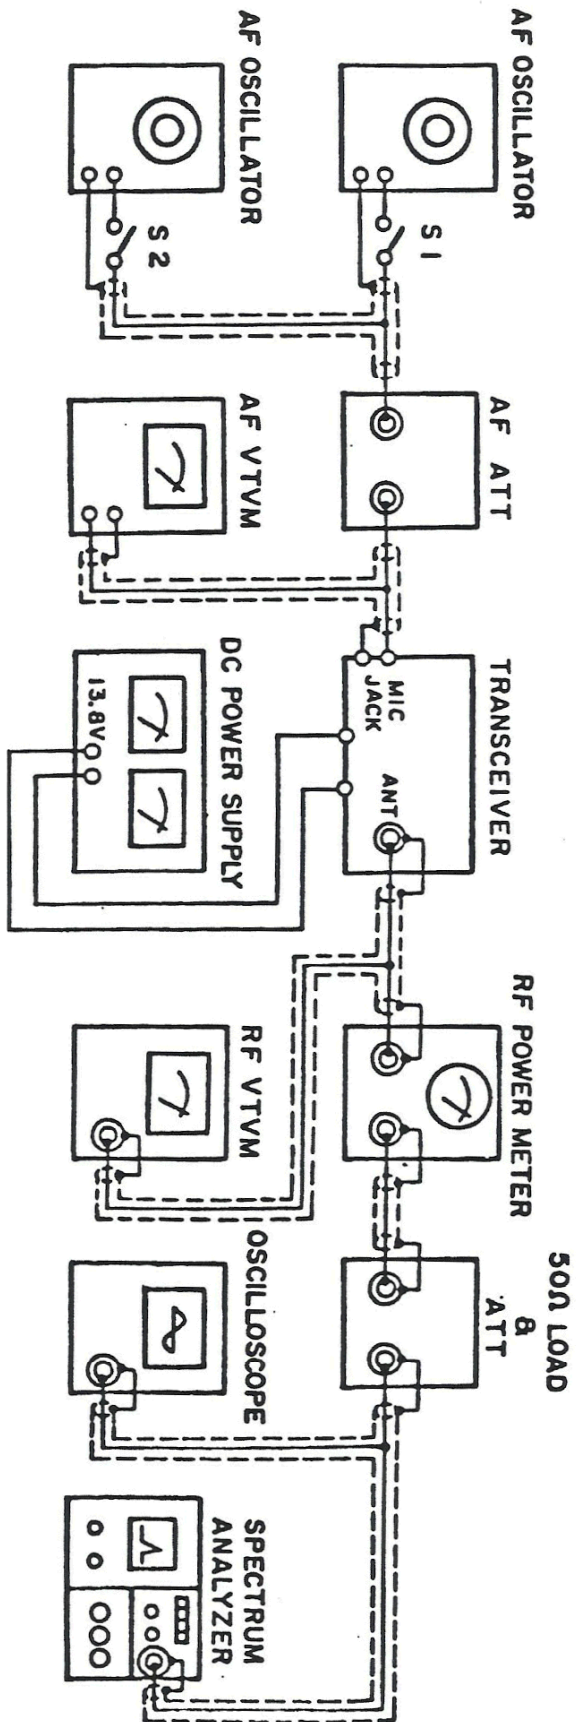 AF OSCILLATOR
S 1
AF ATT
TRANSCEIVER
MIC
JACK
ANT
RF POWER METER
50Ω LOAD
&
ATT
AF OSCILLATOR
S 2
AF VTVM
DC POWER SUPPLY
13.8V
RF VTVM
OSCILLOSCOPE
SPECTRUM
ANALYZER